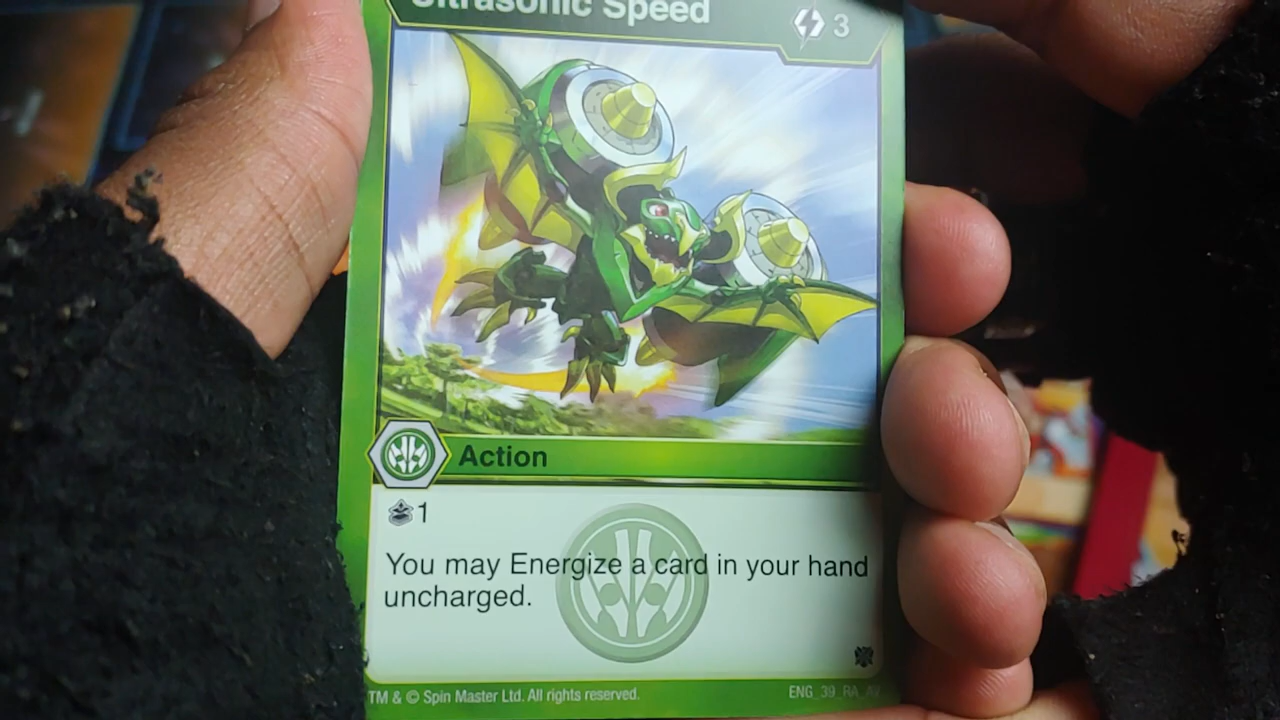 Ultrasonic Speed
3
Action
1
You may Energize a card in your hand
uncharged.
TM & © Spin Master Ltd. All rights reserved.
ENG_39_RA_AV